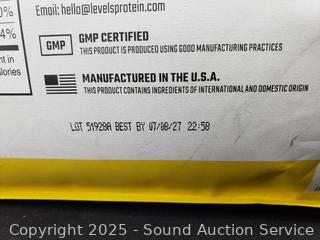 Email: hello@levelsprotein.com
0%
4%
nt in
alories
GMP
GMP CERTIFIED
THIS PRODUCT IS PRODUCED USING GOOD MANUFACTURING PRACTICES
MANUFACTURED IN THE U.S.A.
THIS PRODUCT CONTAINS INGREDIENTS OF INTERNATIONAL AND DOMESTIC ORIGIN
LOT 51928A BEST BY 07/08/27 22:58
Copyright 2025 - Sound Auction Service